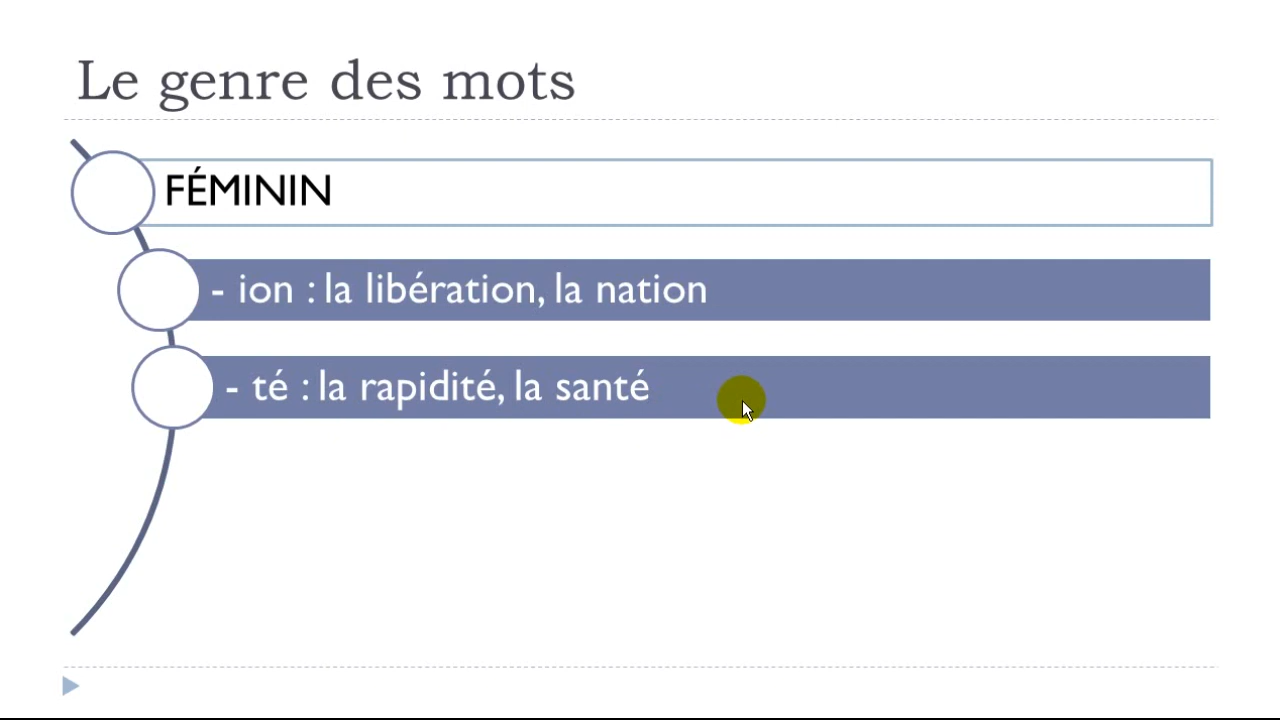 Le genre des mots
FÉMININ
- ion : la libération, la nation
- té : la rapidité, la santé